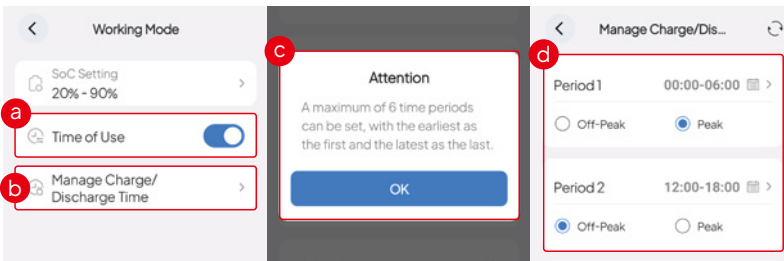 Working Mode
SoC Setting
20% - 90%
a
Time of Use
b
Manage Charge/
Discharge Time
c
Attention
A maximum of 6 time periods
can be set, with the earliest as
the first and the latest as the last.
OK
Manage Charge/Dis...
d
Period 1 00:00-06:00
Off-Peak Peak
Period 2 12:00-18:00
Off-Peak Peak